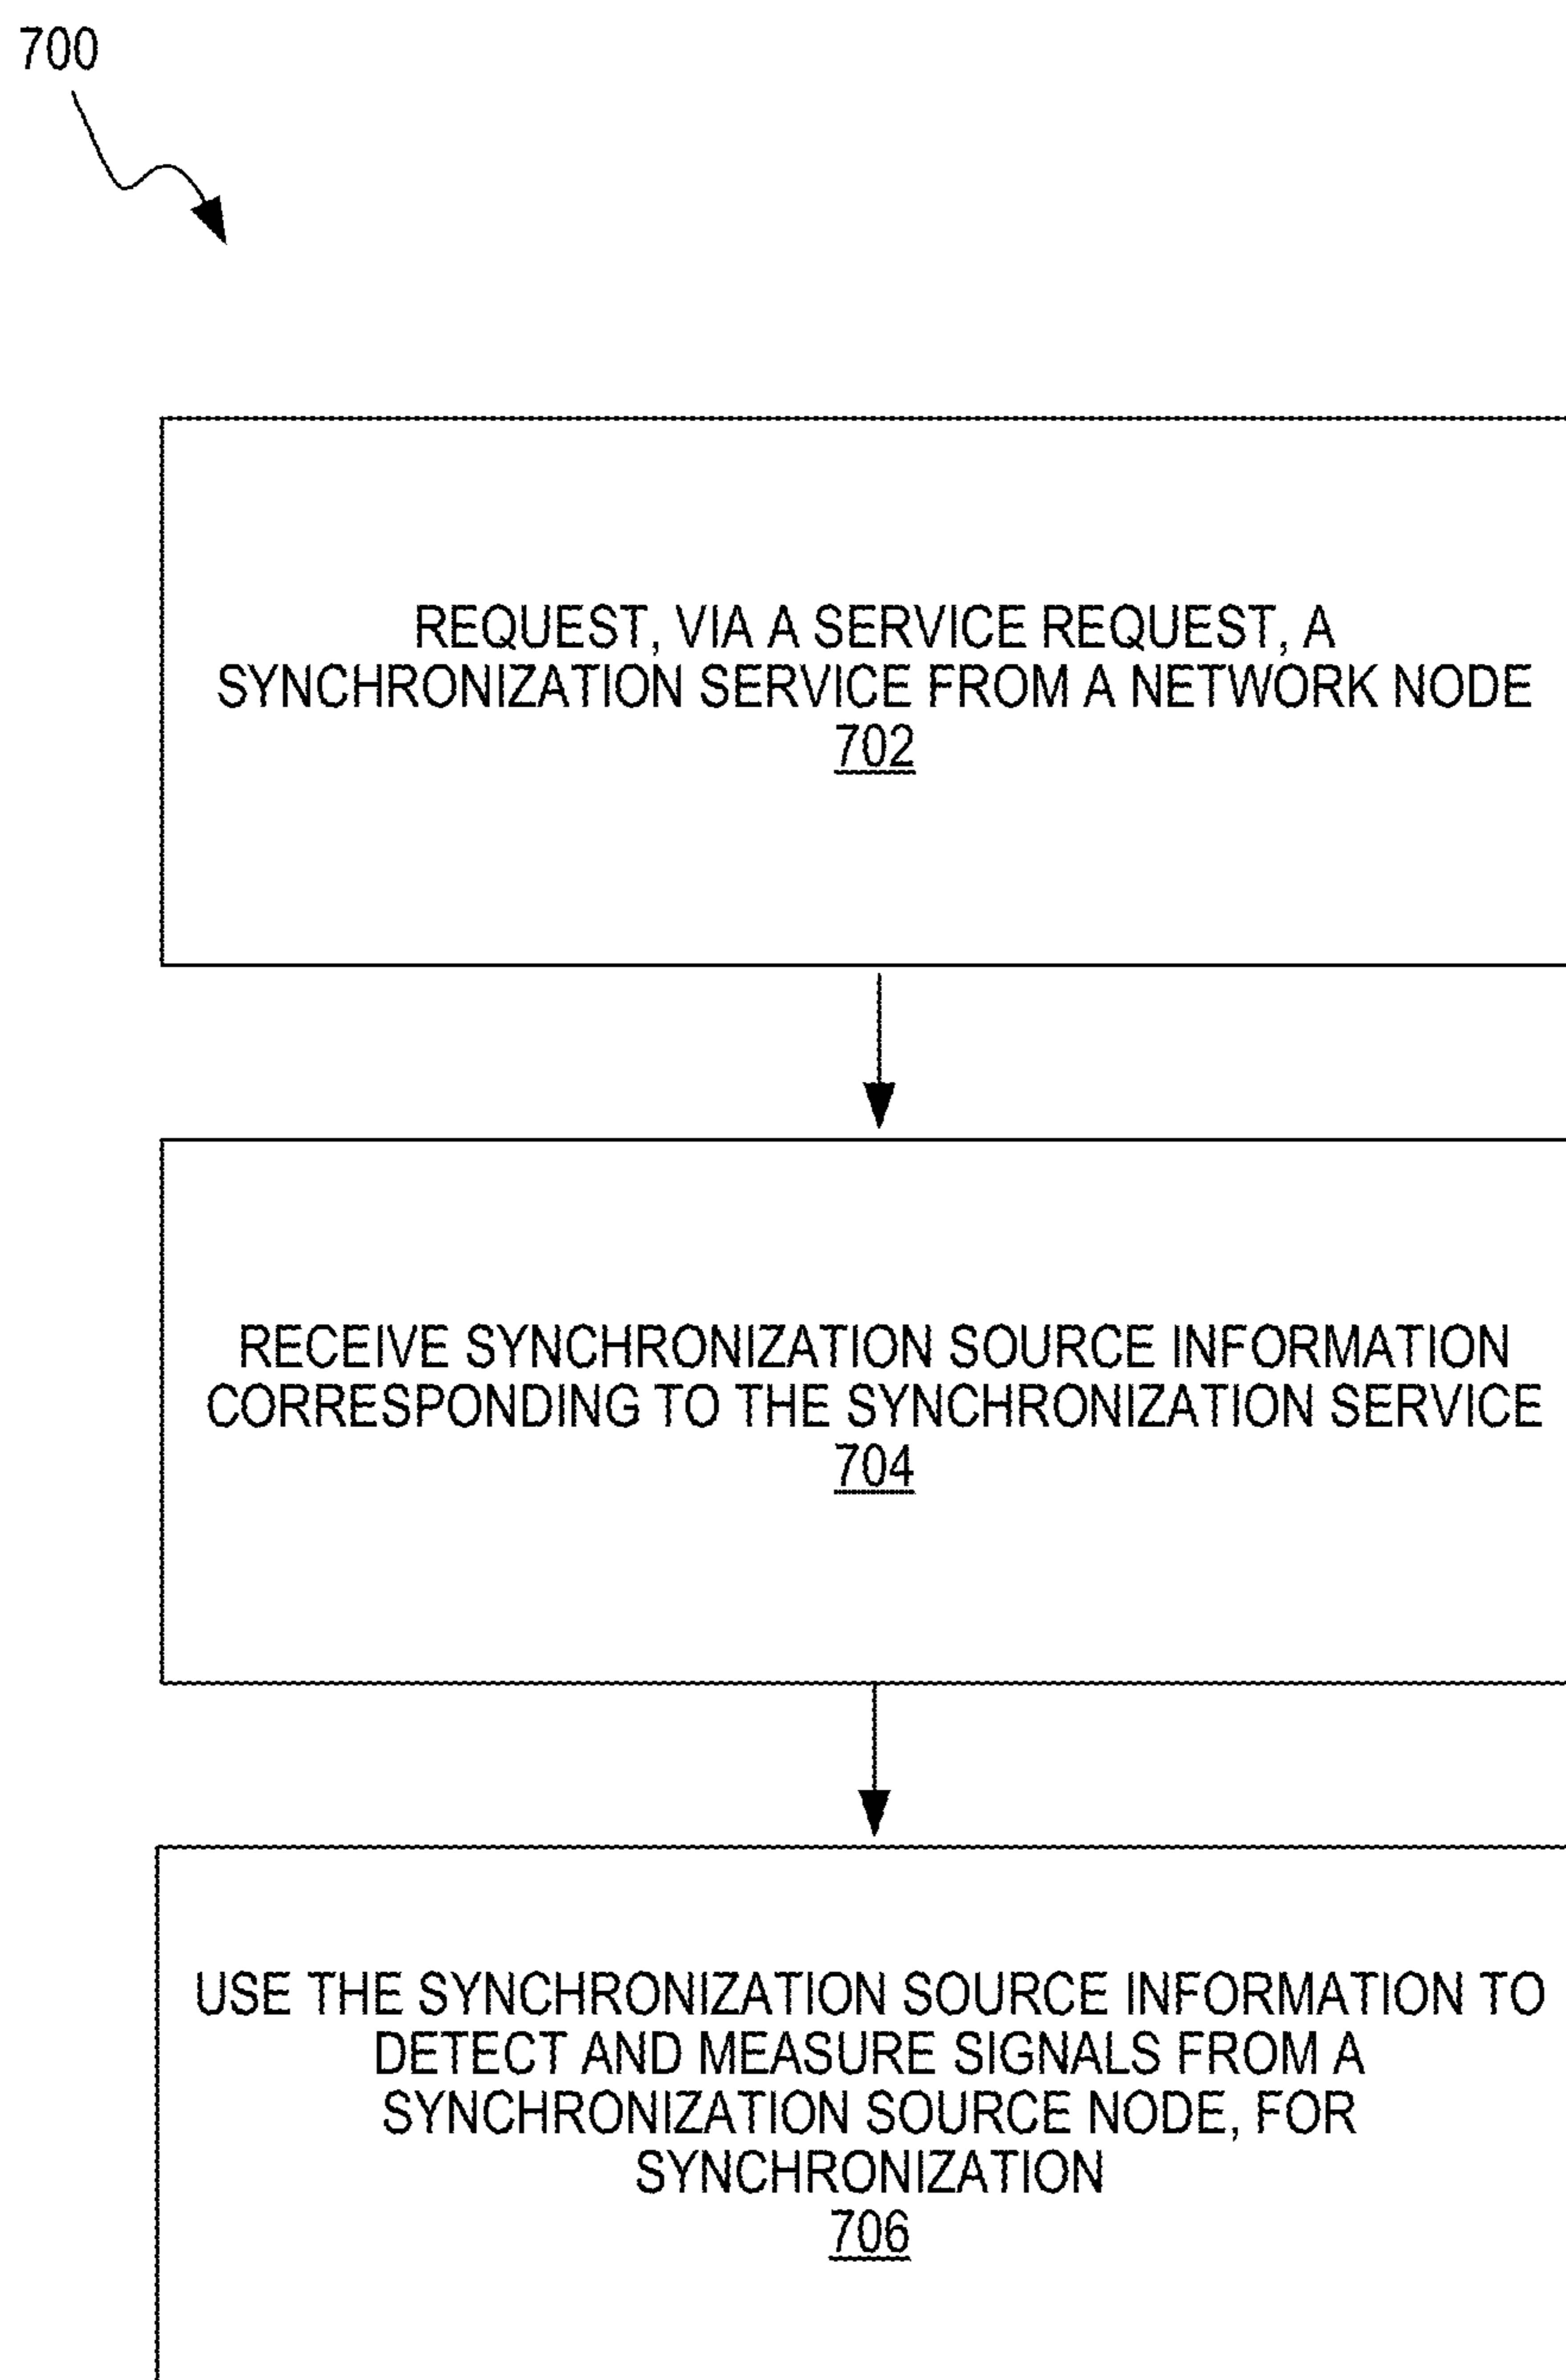 700
REQUEST, VIA A SERVICE REQUEST, A
SYNCHRONIZATION SERVICE FROM A NETWORK NODE
702
RECEIVE SYNCHRONIZATION SOURCE INFORMATION
CORRESPONDING TO THE SYNCHRONIZATION SERVICE
704
USE THE SYNCHRONIZATION SOURCE INFORMATION TO
DETECT AND MEASURE SIGNALS FROM A
SYNCHRONIZATION SOURCE NODE, FOR
SYNCHRONIZATION
706